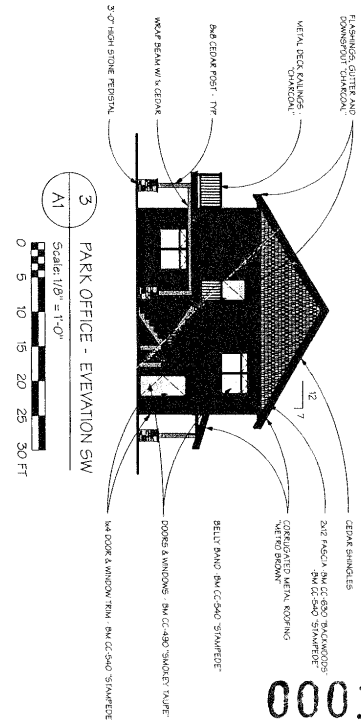 FLASHINGS, GUTTER AND
DOWNSPOUT "CHARCOAL"
METAL DECK RAILINGS -
"CHARCOAL"
8x8 CEDAR POST - TYP.
WRAP BEAM W/ 1x CEDAR
3'-0" HIGH STONE PEDISTAL
12
7
CEDAR SHINGLES
2x12 FASCIA -BM CC-630 "BACKWOODS"
-BM CC-540 "STAMPEDE"
CORRUGATED METAL ROOFING
"METRO BROWN"
BELLY BAND -BM CC-540 "STAMPEDE"
DOORS & WINDOWS - BM CC-490 "SMOKEY TAUPE"
1x4 DOOR & WINDOW TRIM - BM CC-540 "STAMPEDE
3
A1
PARK OFFICE - EVEVATION SW
Scale: 1/8" = 1'-0"
0 5 10 15 20 25 30 FT